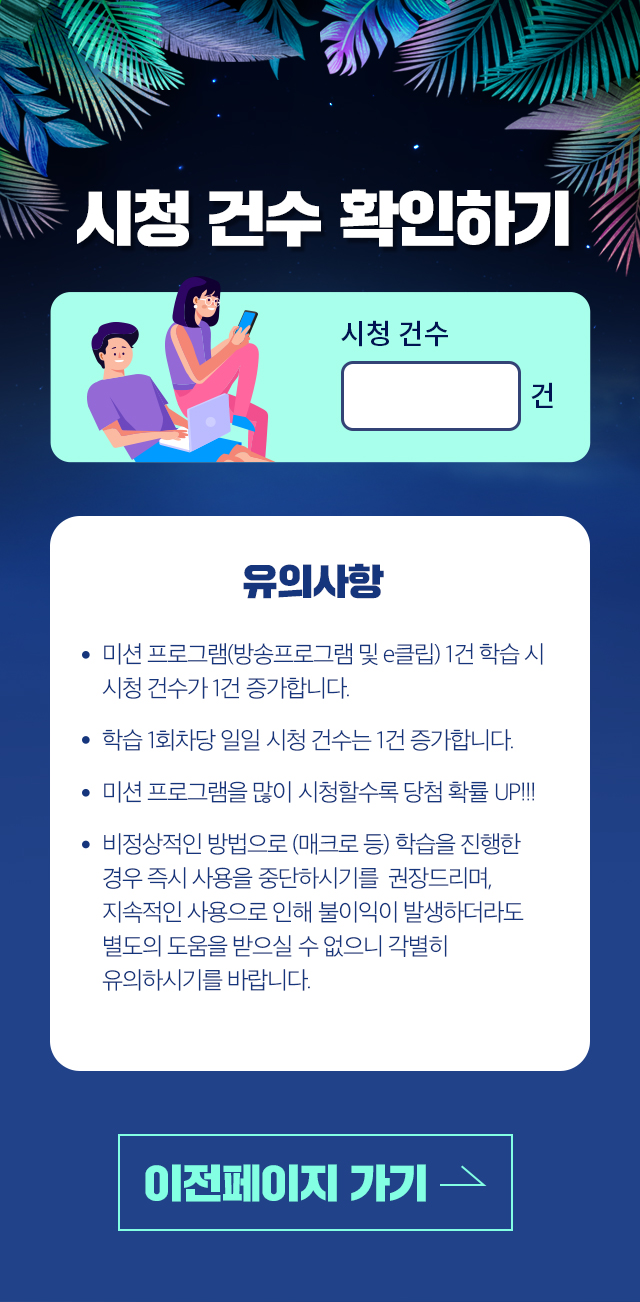 시청 건수 확인하기
시청 건수
건
유의사항
• 미션 프로그램(방송프로그램 및 e클립) 1건 학습 시
시청 건수가 1건 증가합니다.
• 학습 1회차당 일일 시청 건수는 1건 증가합니다.
• 미션 프로그램을 많이 시청할수록 당첨 확률 UP!!!
• 비정상적인 방법으로 (매크로 등) 학습을 진행한
경우 즉시 사용을 중단하시기를 권장드리며,
지속적인 사용으로 인해 불이익이 발생하더라도
별도의 도움을 받으실 수 없으니 각별히
유의하시기를 바랍니다.
이전페이지 가기